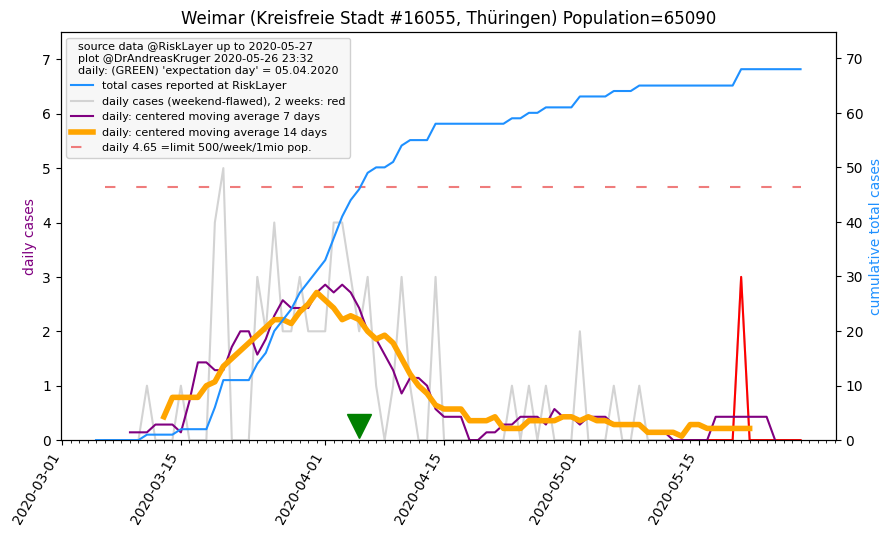 Weimar (Kreisfreie Stadt #16055, Thüringen) Population=65090
source data @RiskLayer up to 2020-05-27
plot @DrAndreasKruger 2020-05-26 23:32
daily: (GREEN) 'expectation day' = 05.04.2020
total cases reported at RiskLayer
daily cases (weekend-flawed), 2 weeks: red
daily: centered moving average 7 days
daily: centered moving average 14 days
daily 4.65 =limit 500/week/1mio pop.
daily cases
7
6
5
4
3
2
1
0
cumulative total cases
70
60
50
40
30
20
10
0
2020-03-01
2020-03-15
2020-04-01
2020-04-15
2020-05-01
2020-05-15